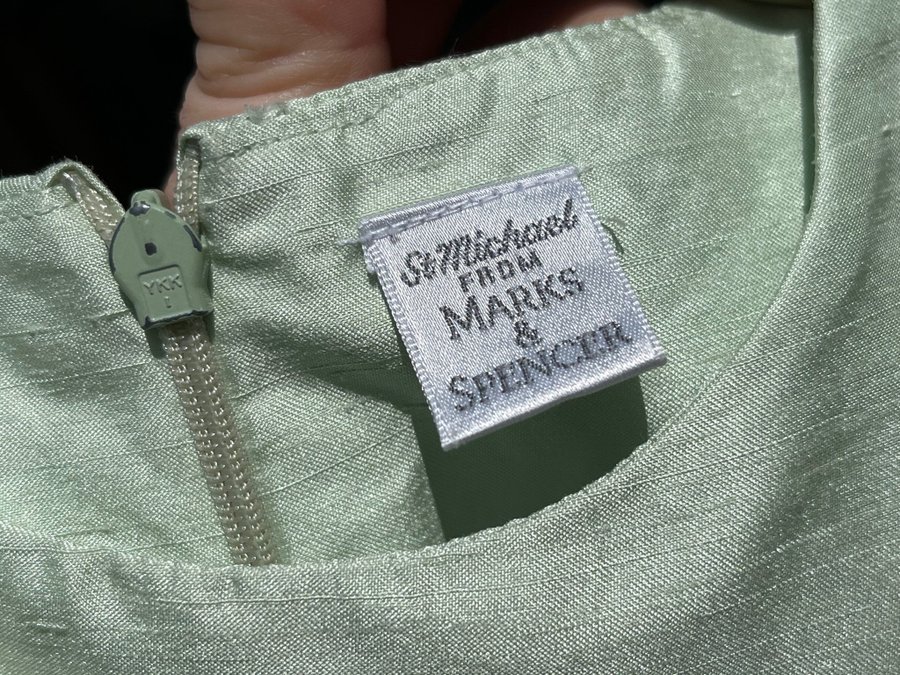 YKK
I
St Michael
FROM
MARKS
&
SPENCER